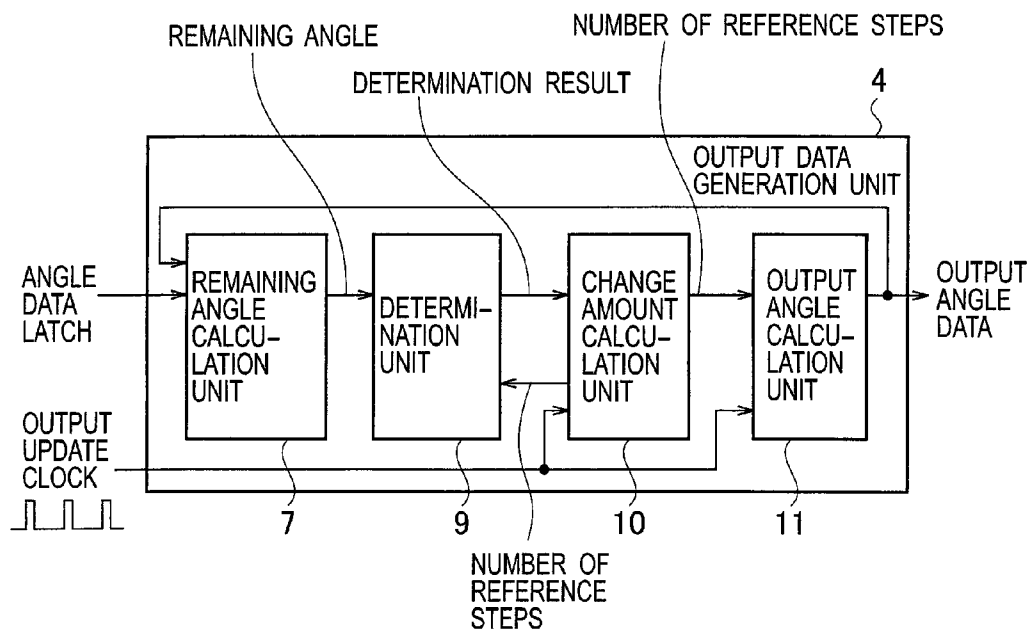 REMAINING ANGLE
NUMBER OF REFERENCE STEPS
DETERMINATION RESULT
4
OUTPUT DATA
GENERATION UNIT
ANGLE
DATA
LATCH
REMAINING
ANGLE
CALCU-
LATION
UNIT
DETERMI-
NATION
UNIT
CHANGE
AMOUNT
CALCU-
LATION
UNIT
OUTPUT
ANGLE
CALCU-
LATION
UNIT
OUTPUT
ANGLE
DATA
OUTPUT
UPDATE
CLOCK
7
9
10
11
NUMBER OF
REFERENCE
STEPS